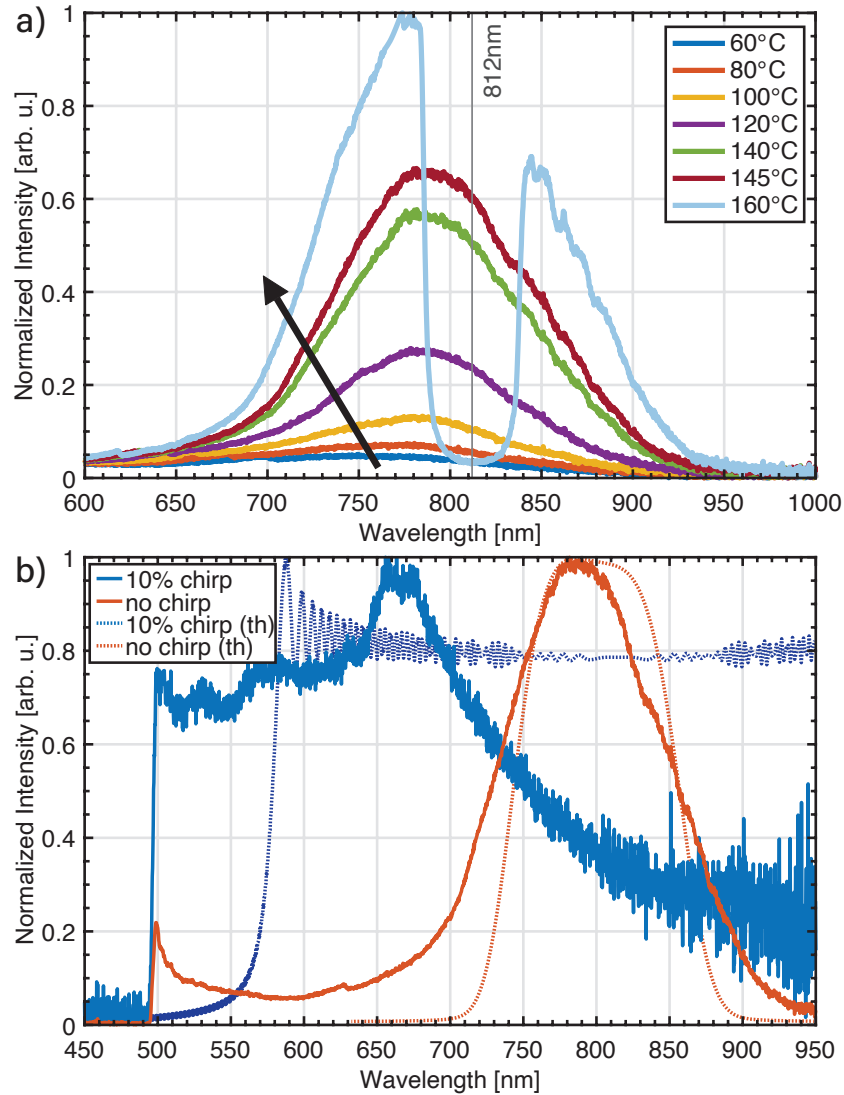 a)
1
0.8
0.6
0.4
0.2
0
Normalized Intensity [arb. u.]
812nm
60°C
80°C
100°C
120°C
140°C
145°C
160°C
600 650 700 750 800 850 900 950 1000
Wavelength [nm]
b)
1
0.8
0.6
0.4
0.2
0
Normalized Intensity [arb. u.]
10% chirp
no chirp
10% chirp (th)
no chirp (th)
450 500 550 600 650 700 750 800 850 900 950
Wavelength [nm]